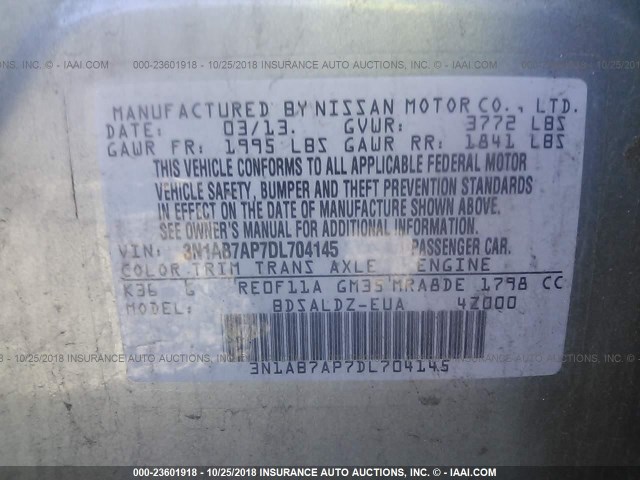 000-23601918 - 10/25/2018 INSURANCE AUTO AUCTIONS, INC. - © - IAAI.COM
MANUFACTURED BY NISSAN MOTOR CO., LTD.
DATE: 03/13. GVWR: 3772 LBS
GAWR FR: 1995 LBS GAWR RR: 1841 LBS
THIS VEHICLE CONFORMS TO ALL APPLICABLE FEDERAL MOTOR
VEHICLE SAFETY, BUMPER AND THEFT PREVENTION STANDARDS
IN EFFECT ON THE DATE OF MANUFACTURE SHOWN ABOVE.
SEE OWNER'S MANUAL FOR ADDITIONAL INFORMATION.
VIN: 3N1AB7AP7DL704145 PASSENGER CAR.
COLOR TRIM TRANS AXLE ENGINE
K36 G RE0F11A GM35 MRA8DE 1798 CC
MODEL: BDSALDZ-EUA 4Z000
3N1AB7AP7DL704145
000-23601918 - 10/25/2018 INSURANCE AUTO AUCTIONS, INC. - © - IAAI.COM